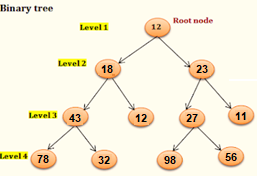 Binary tree
Level 1 12 Root node
Level 2 18 23
Level 3 43 12 27 11
Level 4 78 32 98 56